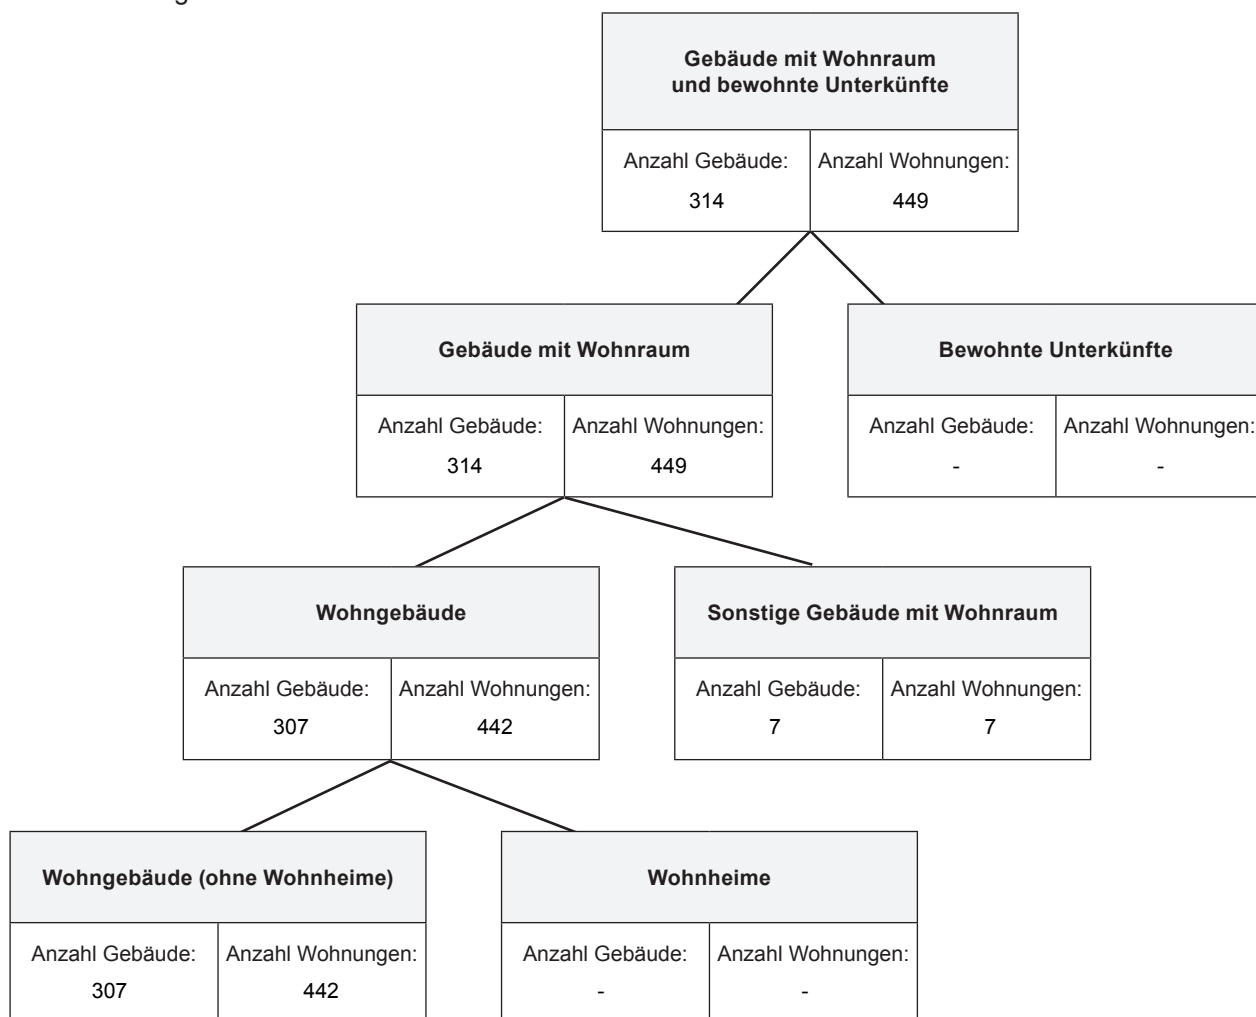 Gebäude mit Wohnraum
und bewohnte Unterkünfte
Anzahl Gebäude: Anzahl Wohnungen:
314 449
Gebäude mit Wohnraum
Bewohnte Unterkünfte
Anzahl Gebäude: Anzahl Wohnungen:
314 449
Anzahl Gebäude: Anzahl Wohnungen:
- -
Wohngebäude
Sonstige Gebäude mit Wohnraum
Anzahl Gebäude: Anzahl Wohnungen:
307 442
Anzahl Gebäude: Anzahl Wohnungen:
7 7
Wohngebäude (ohne Wohnheime)
Wohnheime
Anzahl Gebäude: Anzahl Wohnungen:
307 442
Anzahl Gebäude: Anzahl Wohnungen:
- -